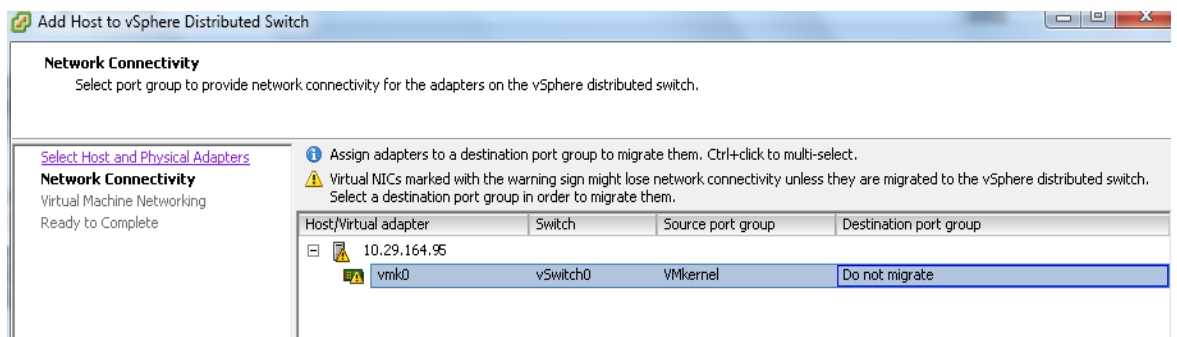 Add Host to vSphere Distributed Switch
Network Connectivity
Select port group to provide network connectivity for the adapters on the vSphere distributed switch.
Select Host and Physical Adapters
Network Connectivity
Virtual Machine Networking
Ready to Complete
Assign adapters to a destination port group to migrate them. Ctrl+click to multi-select.
Virtual NICs marked with the warning sign might lose network connectivity unless they are migrated to the vSphere distributed switch.
Select a destination port group in order to migrate them.
Host/Virtual adapter Switch Source port group Destination port group
10.29.164.95
vmk0 vSwitch0 VMkernel Do not migrate